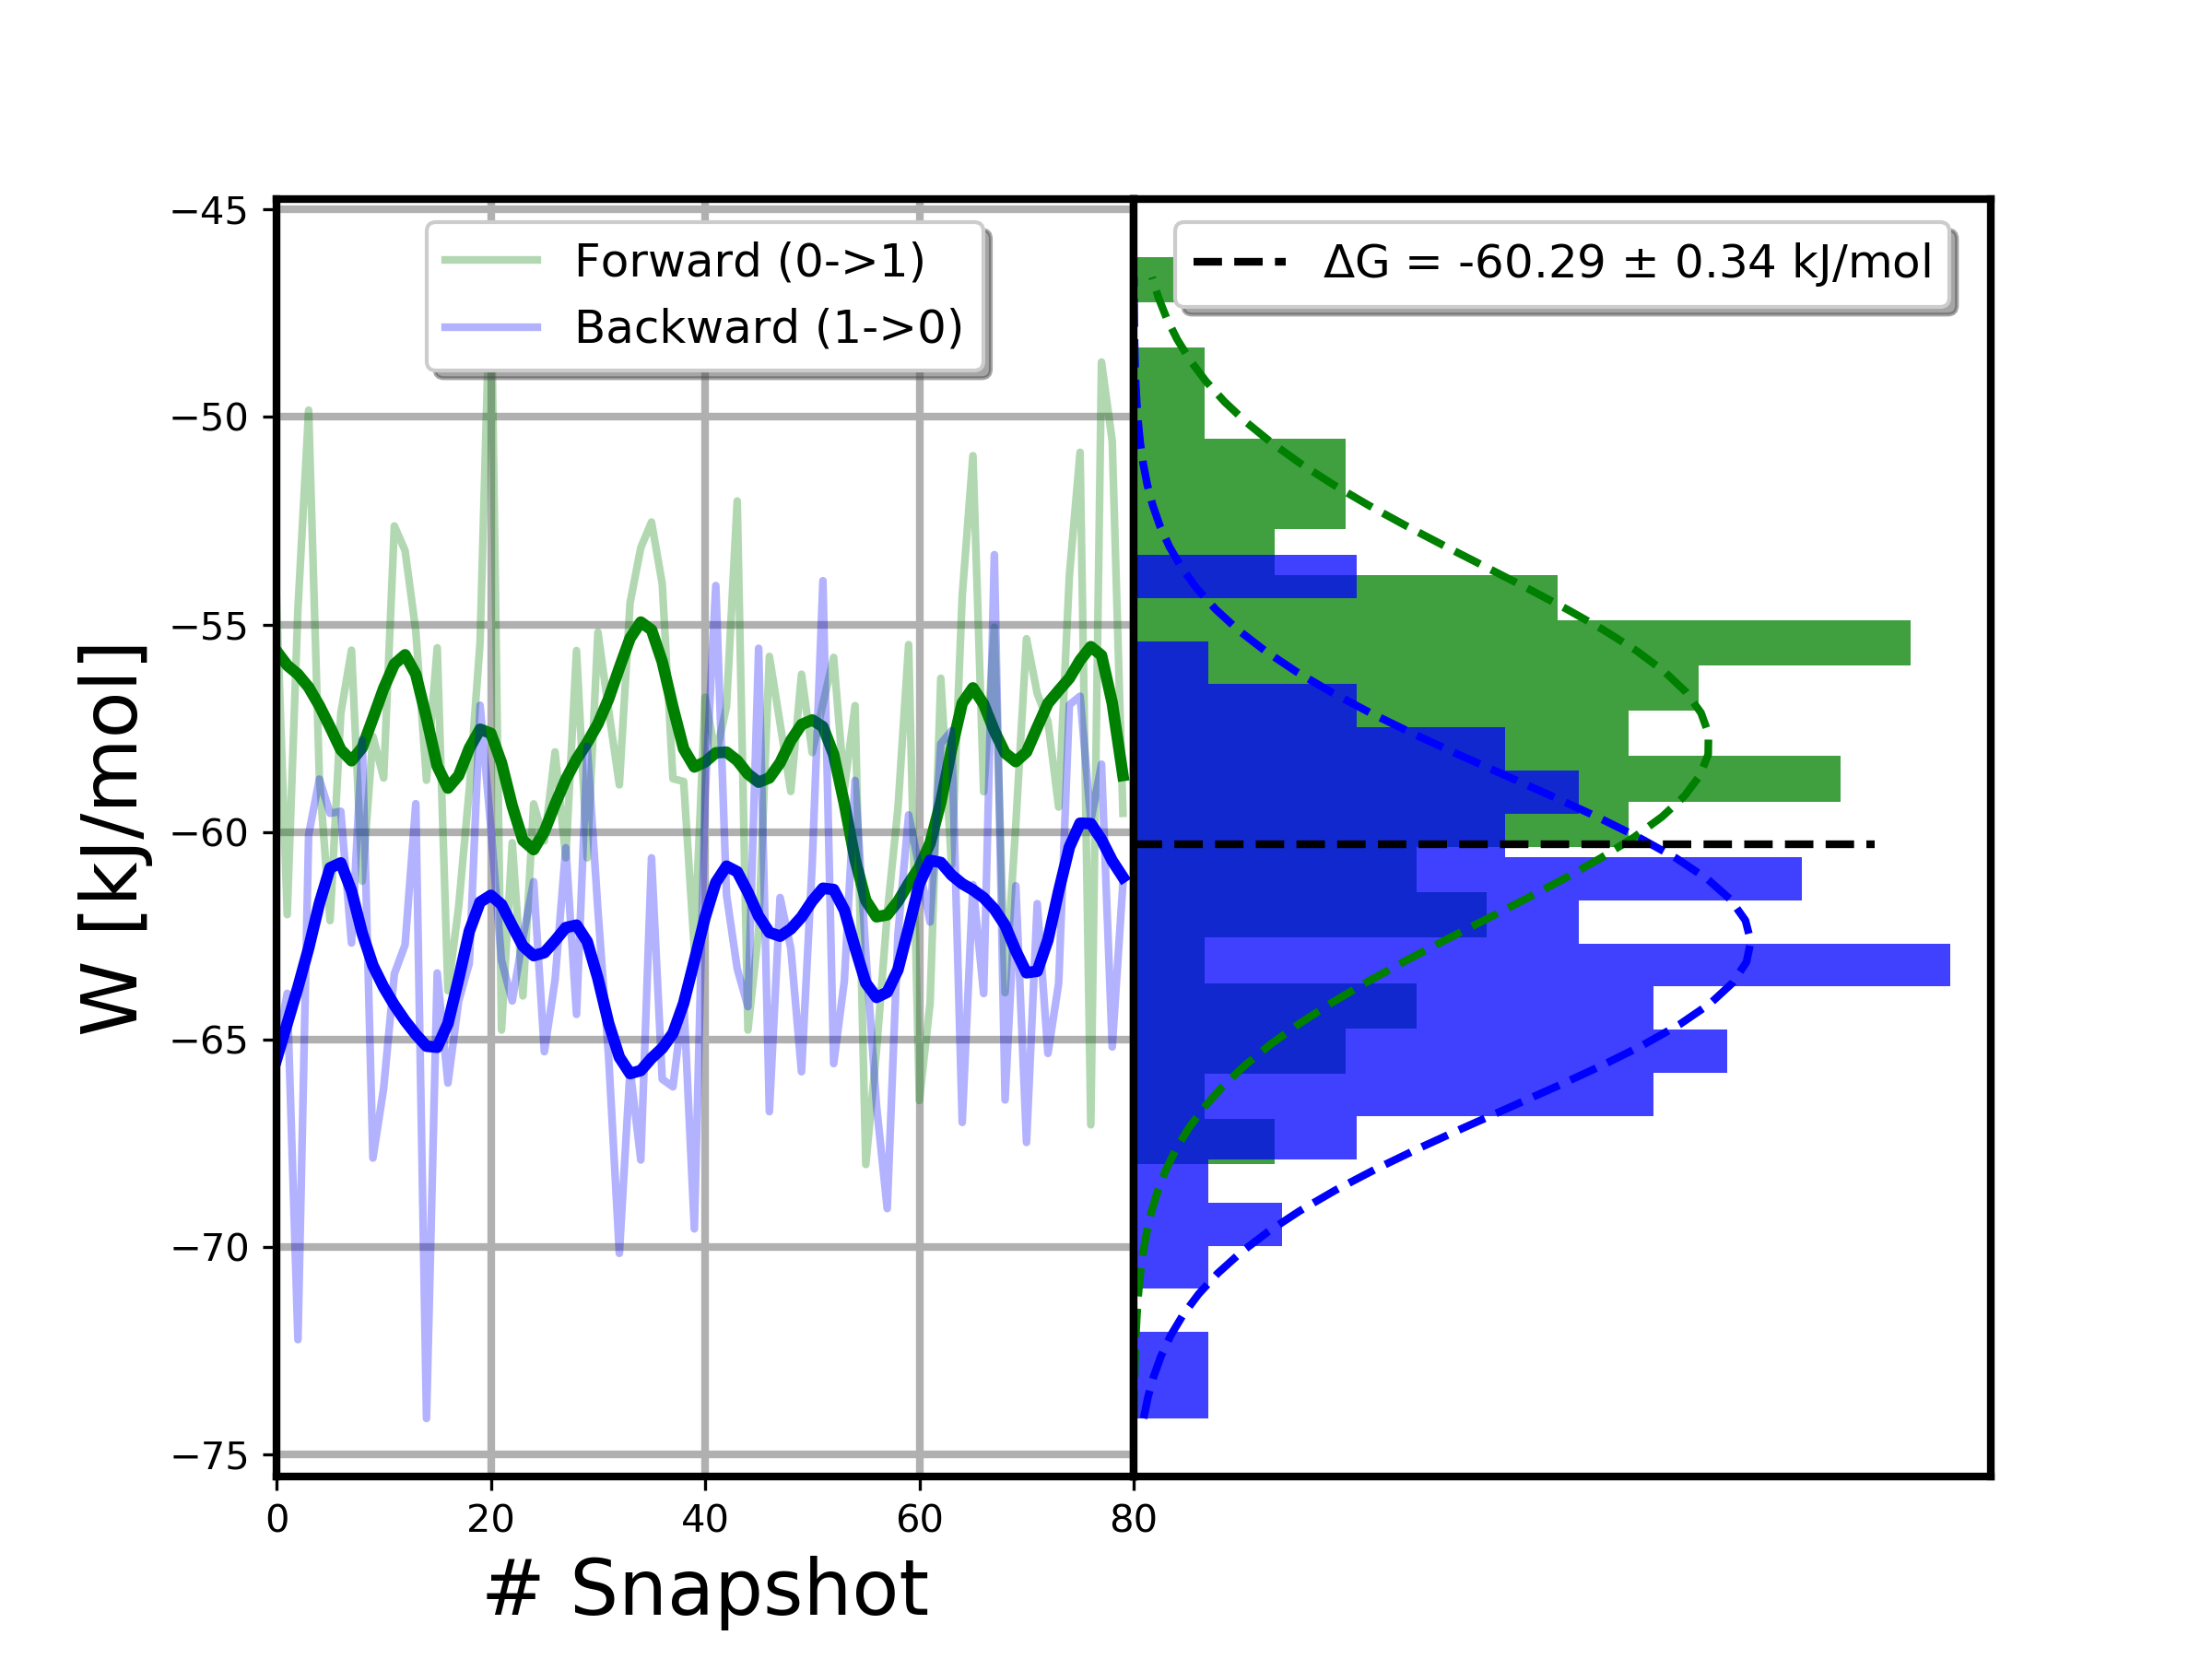 −45
−50
−55
−60
−65
−70
−75
W [kJ/mol]
Forward (0->1)
Backward (1->0)
ΔG = -60.29 ± 0.34 kJ/mol
0 20 40 60 80
# Snapshot